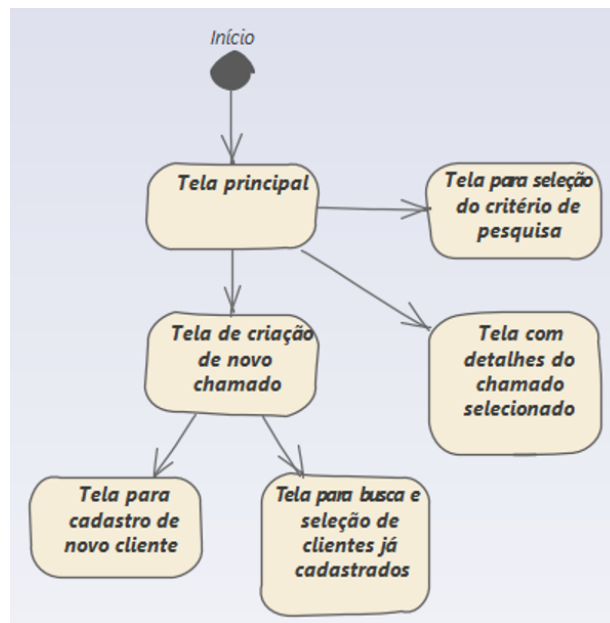 Início
Tela principal
Tela para seleção
do critério de
pesquisa
Tela de criação
de novo
chamado
Tela com
detalhes do
chamado
selecionado
Tela para
cadastro de
novo cliente
Tela para busca e
seleção de
clientes já
cadastrados